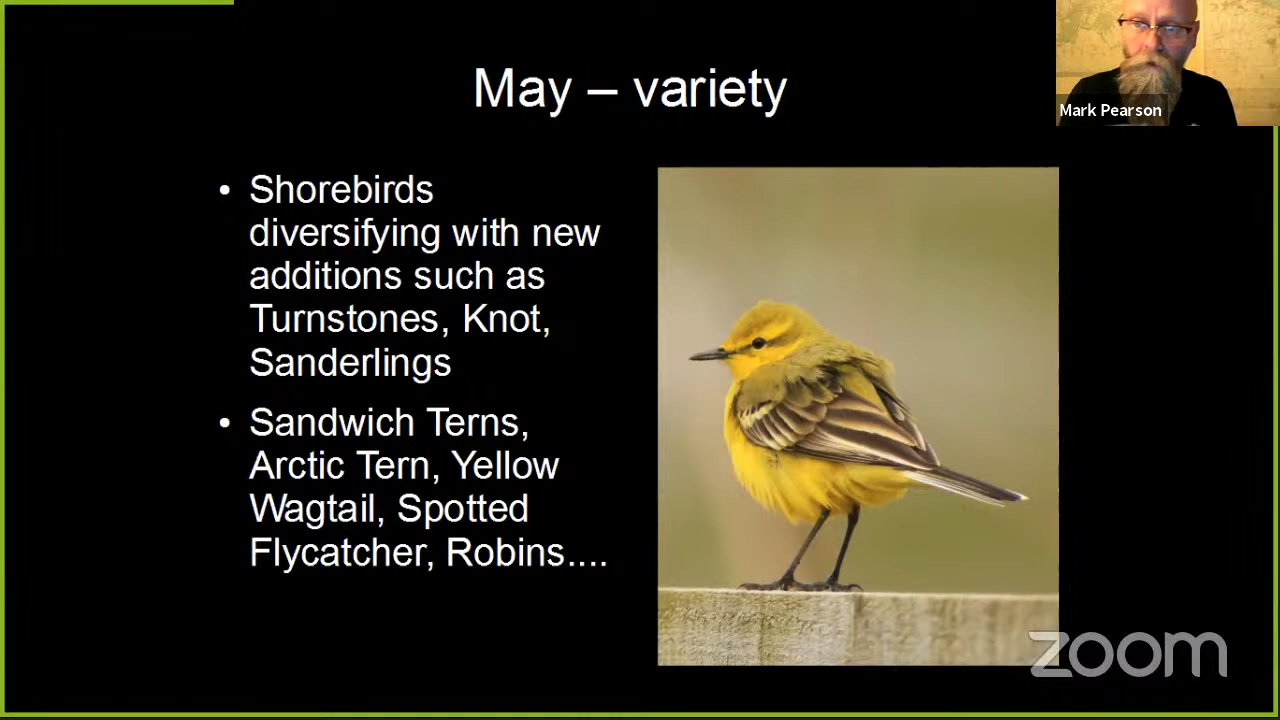 May – variety
Mark Pearson
• Shorebirds
diversifying with new
additions such as
Turnstones, Knot,
Sanderlings
• Sandwich Terns,
Arctic Tern, Yellow
Wagtail, Spotted
Flycatcher, Robins....
zoom